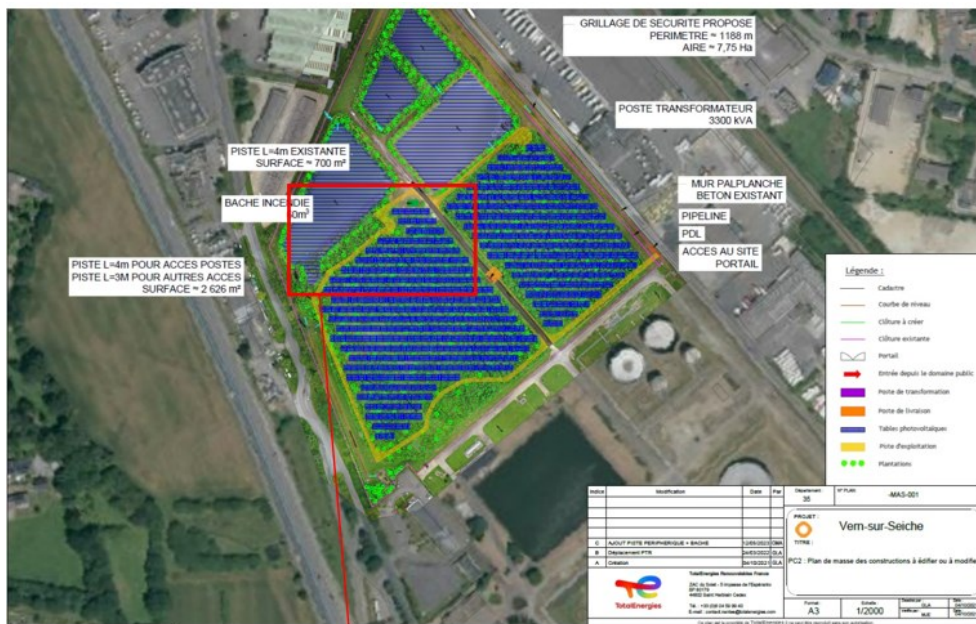 GRILLAGE DE SECURITE PROPOSE
PERIMETRE ≈ 1188 m
AIRE ≈ 7,75 Ha
POSTE TRANSFORMATEUR
3300 kVA
PISTE L=4m EXISTANTE
SURFACE ≈ 700 m²
MUR PALPLANCHE
BETON EXISTANT
BACHE INCENDIE
0m³
PIPELINE
PDL
ACCES AU SITE
PORTAIL
PISTE L=4m POUR ACCES POSTES
PISTE L=3M POUR AUTRES ACCES
SURFACE ≈ 2 626 m²
Légende :
Cadastre
Courbe de niveau
Clôture à créer
Clôture existante
Portail
Entrée depuis le domaine public
Poste de transformation
Poste de livraison
Tables photovoltaïques
Piste d'exploitation
Plantations
Indice Modification Date Par
C AJOUT PISTE PERIPHERIQUE + BACHE
B Déplacement PTR
A Création
Département:
35
N° PLAN:
-MAS-001
PROJET :
Vern-sur-Seiche
TITRE :
PC2 : Plan de masse des constructions à édifier ou à modifie
TotalEnergies
TotalEnergies Renouvelables France
Format:
A3
Echelle:
1/2000